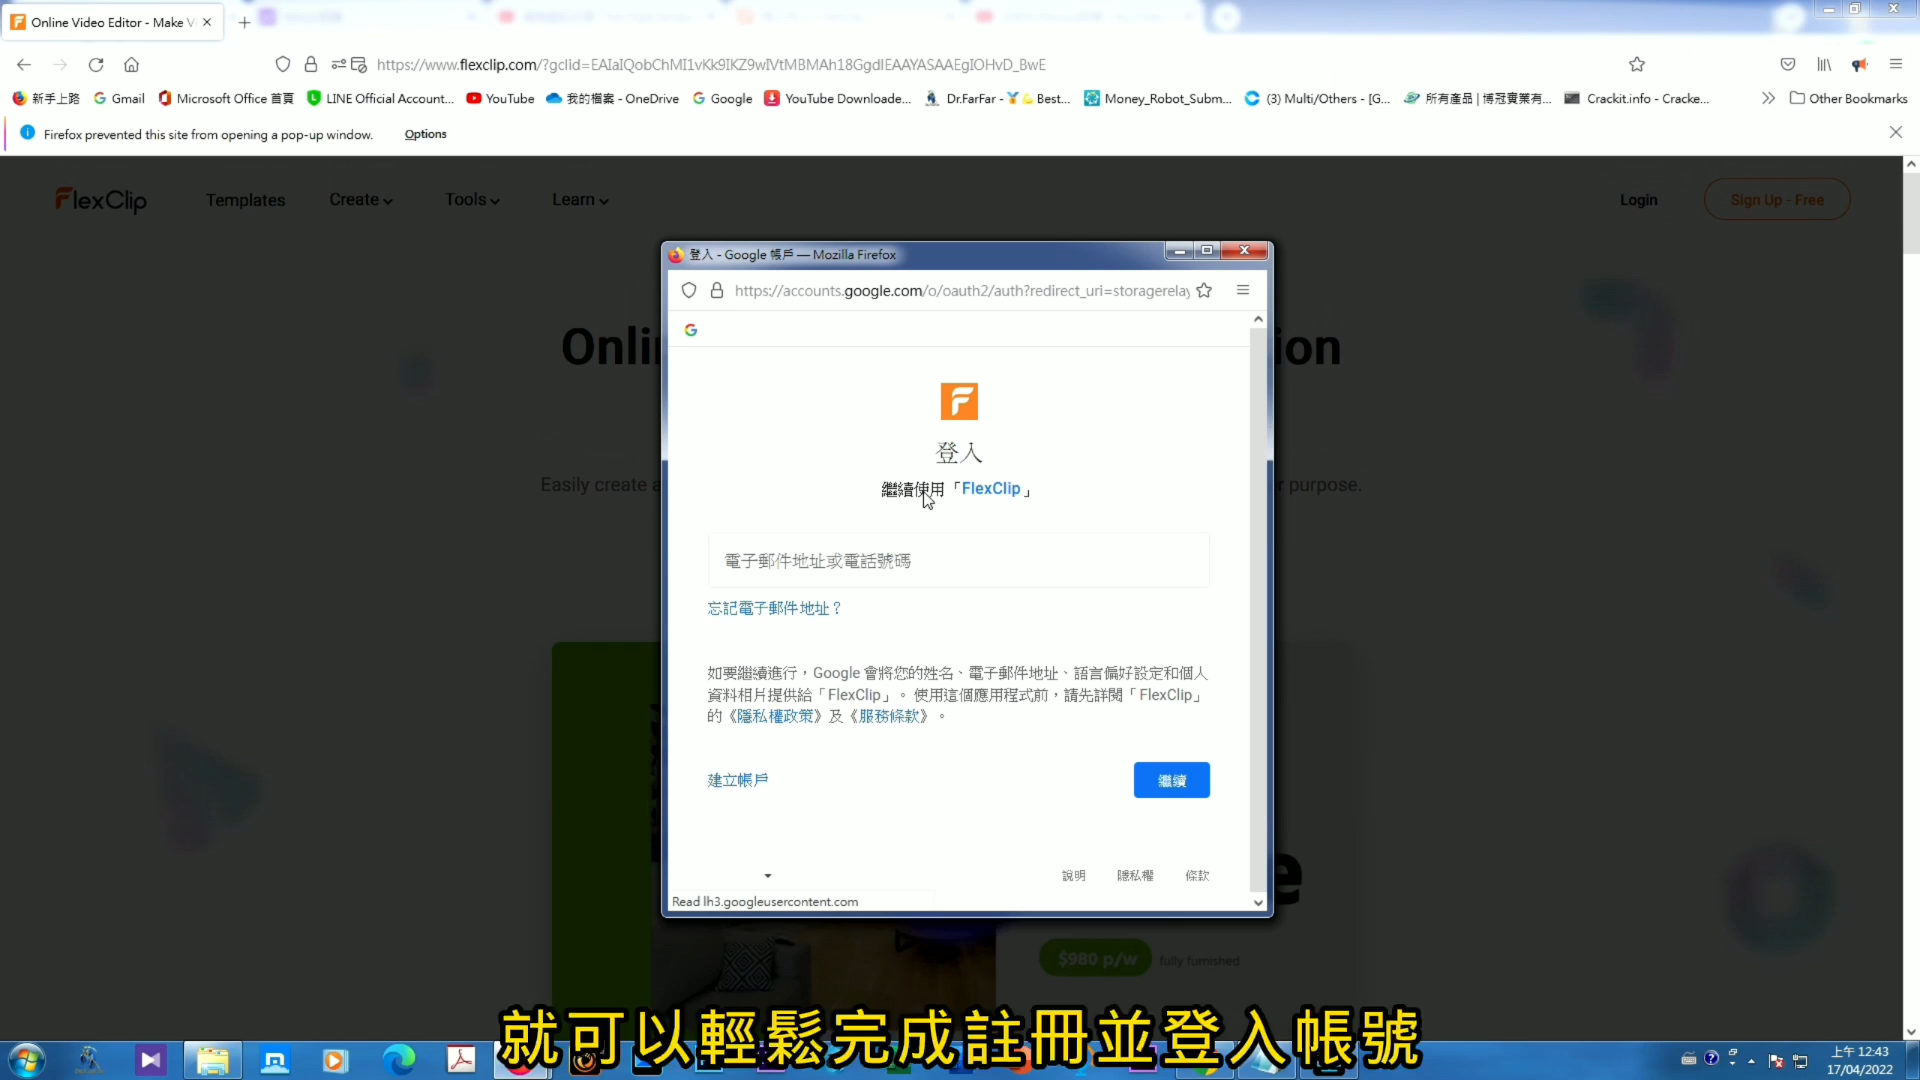 Online Video Editor - Make V
https://www.flexclip.com/?gclid=EAIaIQobChMI1vKk9IKZ9wIVtMBMAh18GgdlEAAYASAAEgIOHvD_BwE
新手上路 Gmail Microsoft Office 首頁 LINE Official Account... YouTube 我的檔案 - OneDrive Google YouTube Downloade... Dr.FarFar - Best... Money_Robot_Subm... (3) Multi/Others - [G... 所有產品 | 博冠實業有... Crackit.info - Cracke... Other Bookmarks
Firefox prevented this site from opening a pop-up window. Options
FlexClip Templates Create Tools Learn Login Sign Up - Free
登入 - Google 帳戶 — Mozilla Firefox
https://accounts.google.com/o/oauth2/auth?redirect_uri=storagerelay
登入
繼續使用「FlexClip」
Easily create
purpose.
電子郵件地址或電話號碼
忘記電子郵件地址？
如要繼續進行，Google 會將您的姓名、電子郵件地址、語言偏好設定和個人
資料相片提供給「FlexClip」。 使用這個應用程式前，請先詳閱「FlexClip」
的《隱私權政策》及《服務條款》。
建立帳戶 繼續
說明 隱私權 條款
Read lh3.googleusercontent.com
$980 p/w fully furnished
就可以輕鬆完成註冊並登入帳號
上午 12:43
17/04/2022